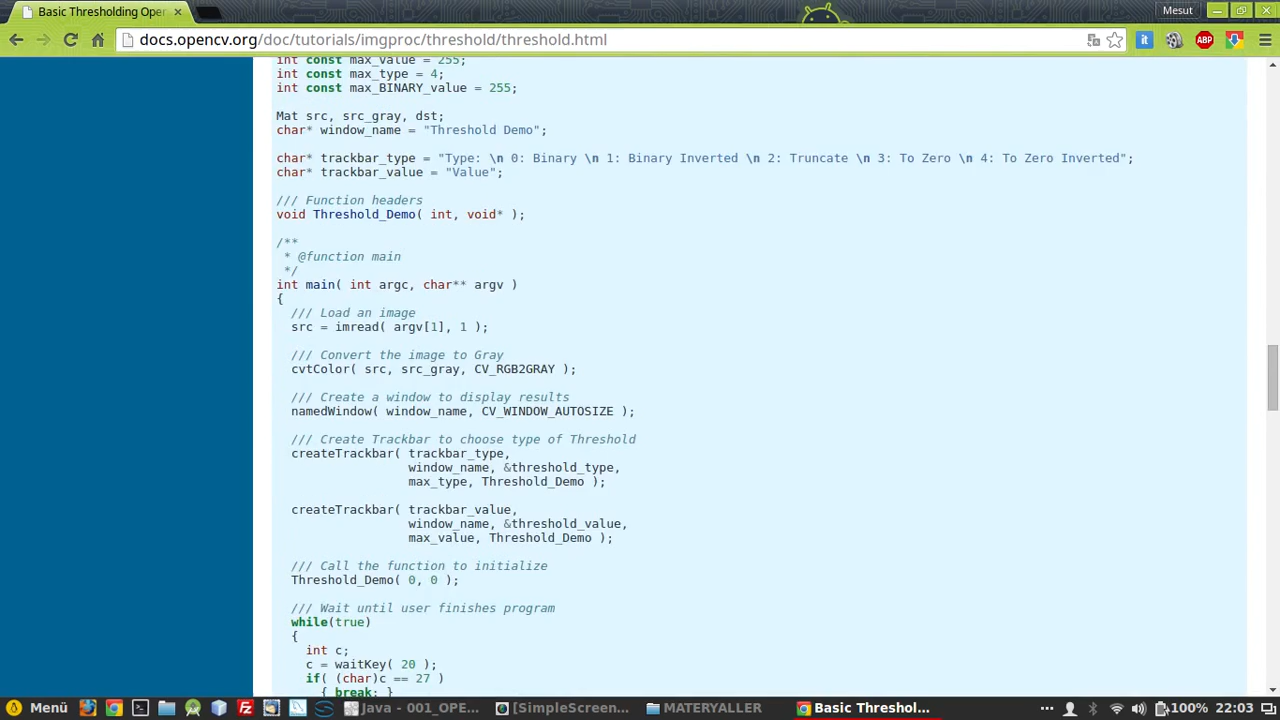 Basic Thresholding Oper
Mesut
docs.opencv.org/doc/tutorials/imgproc/threshold/threshold.html
it
ABP
int const max_value = 255;
int const max_type = 4;
int const max_BINARY_value = 255;
Mat src, src_gray, dst;
char* window_name = "Threshold Demo";
char* trackbar_type = "Type: \n 0: Binary \n 1: Binary Inverted \n 2: Truncate \n 3: To Zero \n 4: To Zero Inverted";
char* trackbar_value = "Value";
/// Function headers
void Threshold_Demo( int, void* );
/**
* @function main
*/
int main( int argc, char** argv )
{
/// Load an image
src = imread( argv[1], 1 );
/// Convert the image to Gray
cvtColor( src, src_gray, CV_RGB2GRAY );
/// Create a window to display results
namedWindow( window_name, CV_WINDOW_AUTOSIZE );
/// Create Trackbar to choose type of Threshold
createTrackbar( trackbar_type,
window_name, &threshold_type,
max_type, Threshold_Demo );
createTrackbar( trackbar_value,
window_name, &threshold_value,
max_value, Threshold_Demo );
/// Call the function to initialize
Threshold_Demo( 0, 0 );
/// Wait until user finishes program
while(true)
{
int c;
c = waitKey( 20 );
if( (char)c == 27 )
{ break; }
Menü
Java - 001_OPE...
[SimpleScreen...
MATERYALLER
Basic Threshol...
100%
22:03